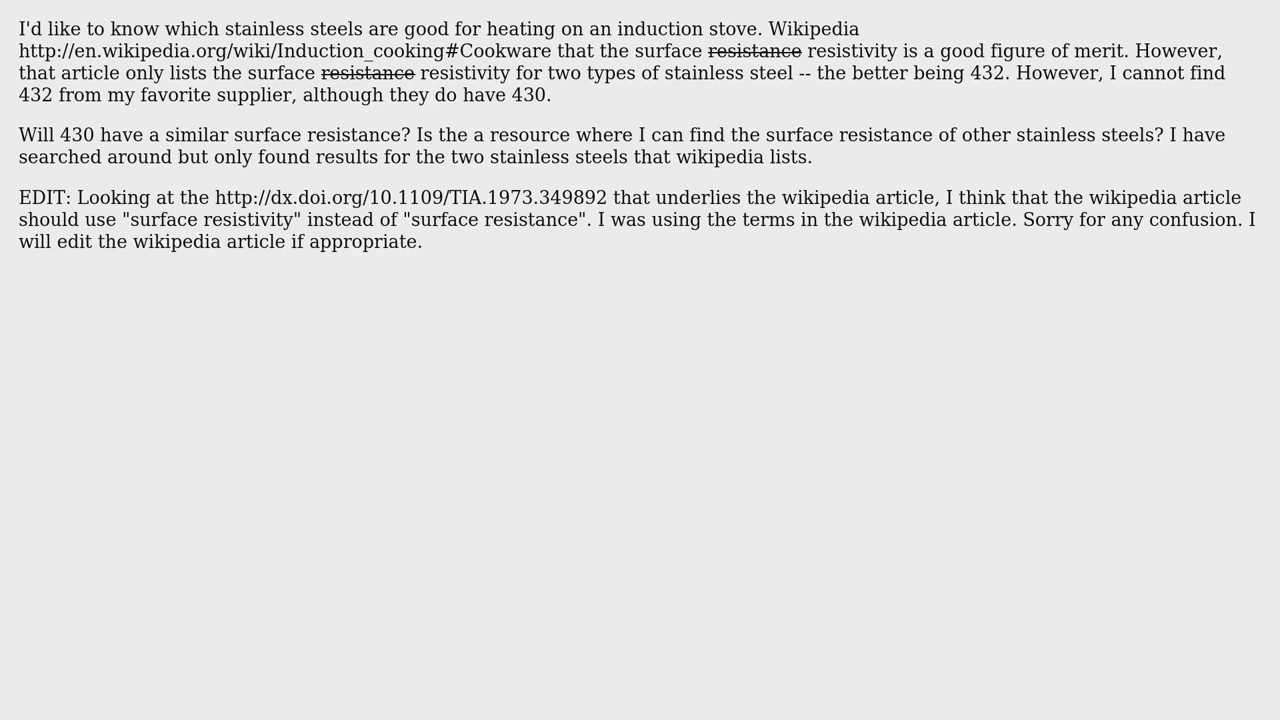 I'd like to know which stainless steels are good for heating on an induction stove. Wikipedia
http://en.wikipedia.org/wiki/Induction_cooking#Cookware that the surface resistance resistivity is a good figure of merit. However,
that article only lists the surface resistance resistivity for two types of stainless steel -- the better being 432. However, I cannot find
432 from my favorite supplier, although they do have 430.
Will 430 have a similar surface resistance? Is the a resource where I can find the surface resistance of other stainless steels? I have
searched around but only found results for the two stainless steels that wikipedia lists.
EDIT: Looking at the http://dx.doi.org/10.1109/TIA.1973.349892 that underlies the wikipedia article, I think that the wikipedia article
should use "surface resistivity" instead of "surface resistance". I was using the terms in the wikipedia article. Sorry for any confusion. I
will edit the wikipedia article if appropriate.